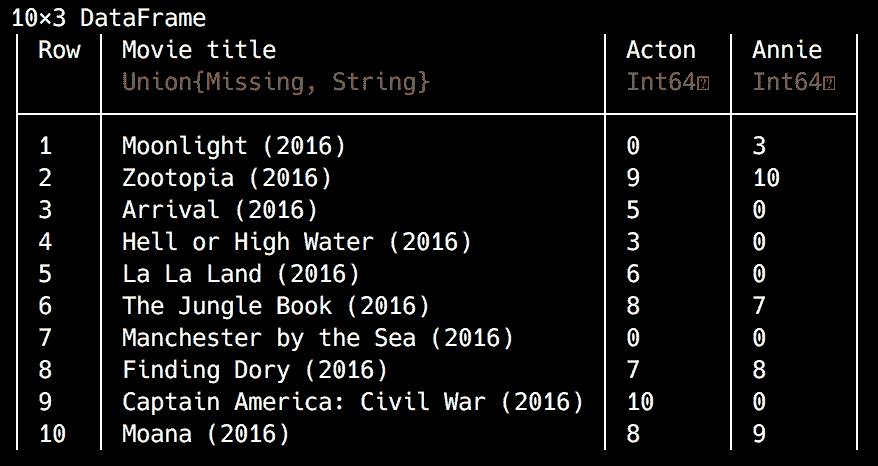 10×3 DataFrame
Row Movie title Acton Annie
Union{Missing, String} Int64⍰ Int64⍰
1 Moonlight (2016) 0 3
2 Zootopia (2016) 9 10
3 Arrival (2016) 5 0
4 Hell or High Water (2016) 3 0
5 La La Land (2016) 6 0
6 The Jungle Book (2016) 8 7
7 Manchester by the Sea (2016) 0 0
8 Finding Dory (2016) 7 8
9 Captain America: Civil War (2016) 10 0
10 Moana (2016) 8 9